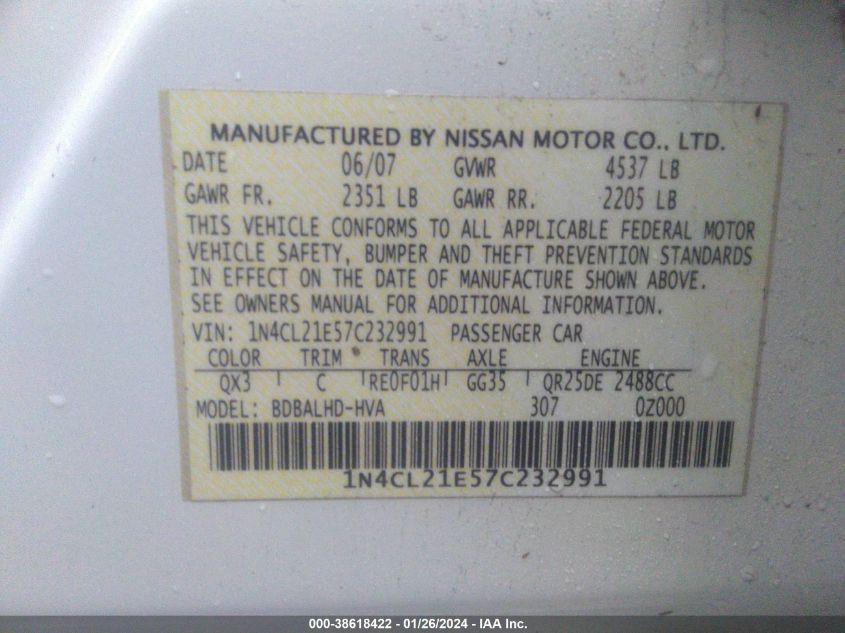 MANUFACTURED BY NISSAN MOTOR CO., LTD.
DATE 06/07 GVWR 4537 LB
GAWR FR. 2351 LB GAWR RR. 2205 LB
THIS VEHICLE CONFORMS TO ALL APPLICABLE FEDERAL MOTOR
VEHICLE SAFETY, BUMPER AND THEFT PREVENTION STANDARDS
IN EFFECT ON THE DATE OF MANUFACTURE SHOWN ABOVE.
SEE OWNERS MANUAL FOR ADDITIONAL INFORMATION.
VIN: 1N4CL21E57C232991 PASSENGER CAR
COLOR TRIM TRANS AXLE ENGINE
QX3 C RE0F01H GG35 QR25DE 2488CC
MODEL: BDBALHD-HVA 307 0Z000
1N4CL21E57C232991
000-38618422 - 01/26/2024 - IAA Inc.